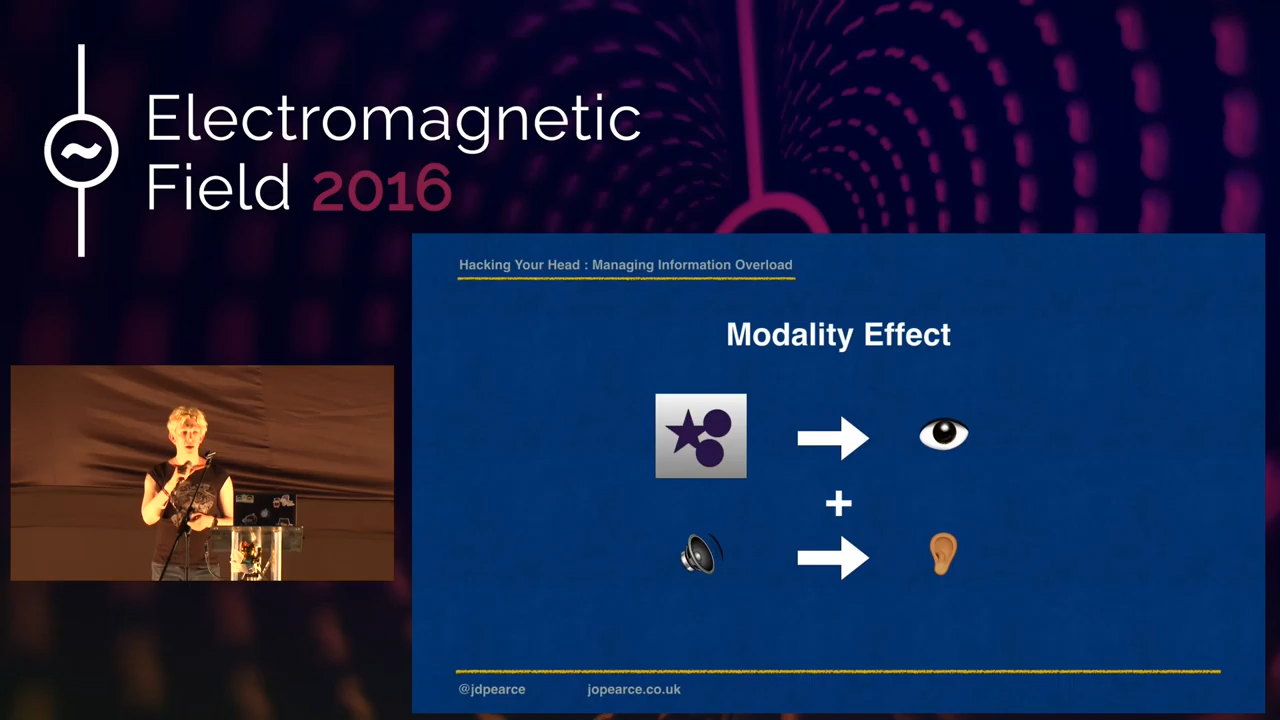 Electromagnetic
Field 2016
Hacking Your Head : Managing Information Overload
Modality Effect
+
@jdpearce jopearce.co.uk